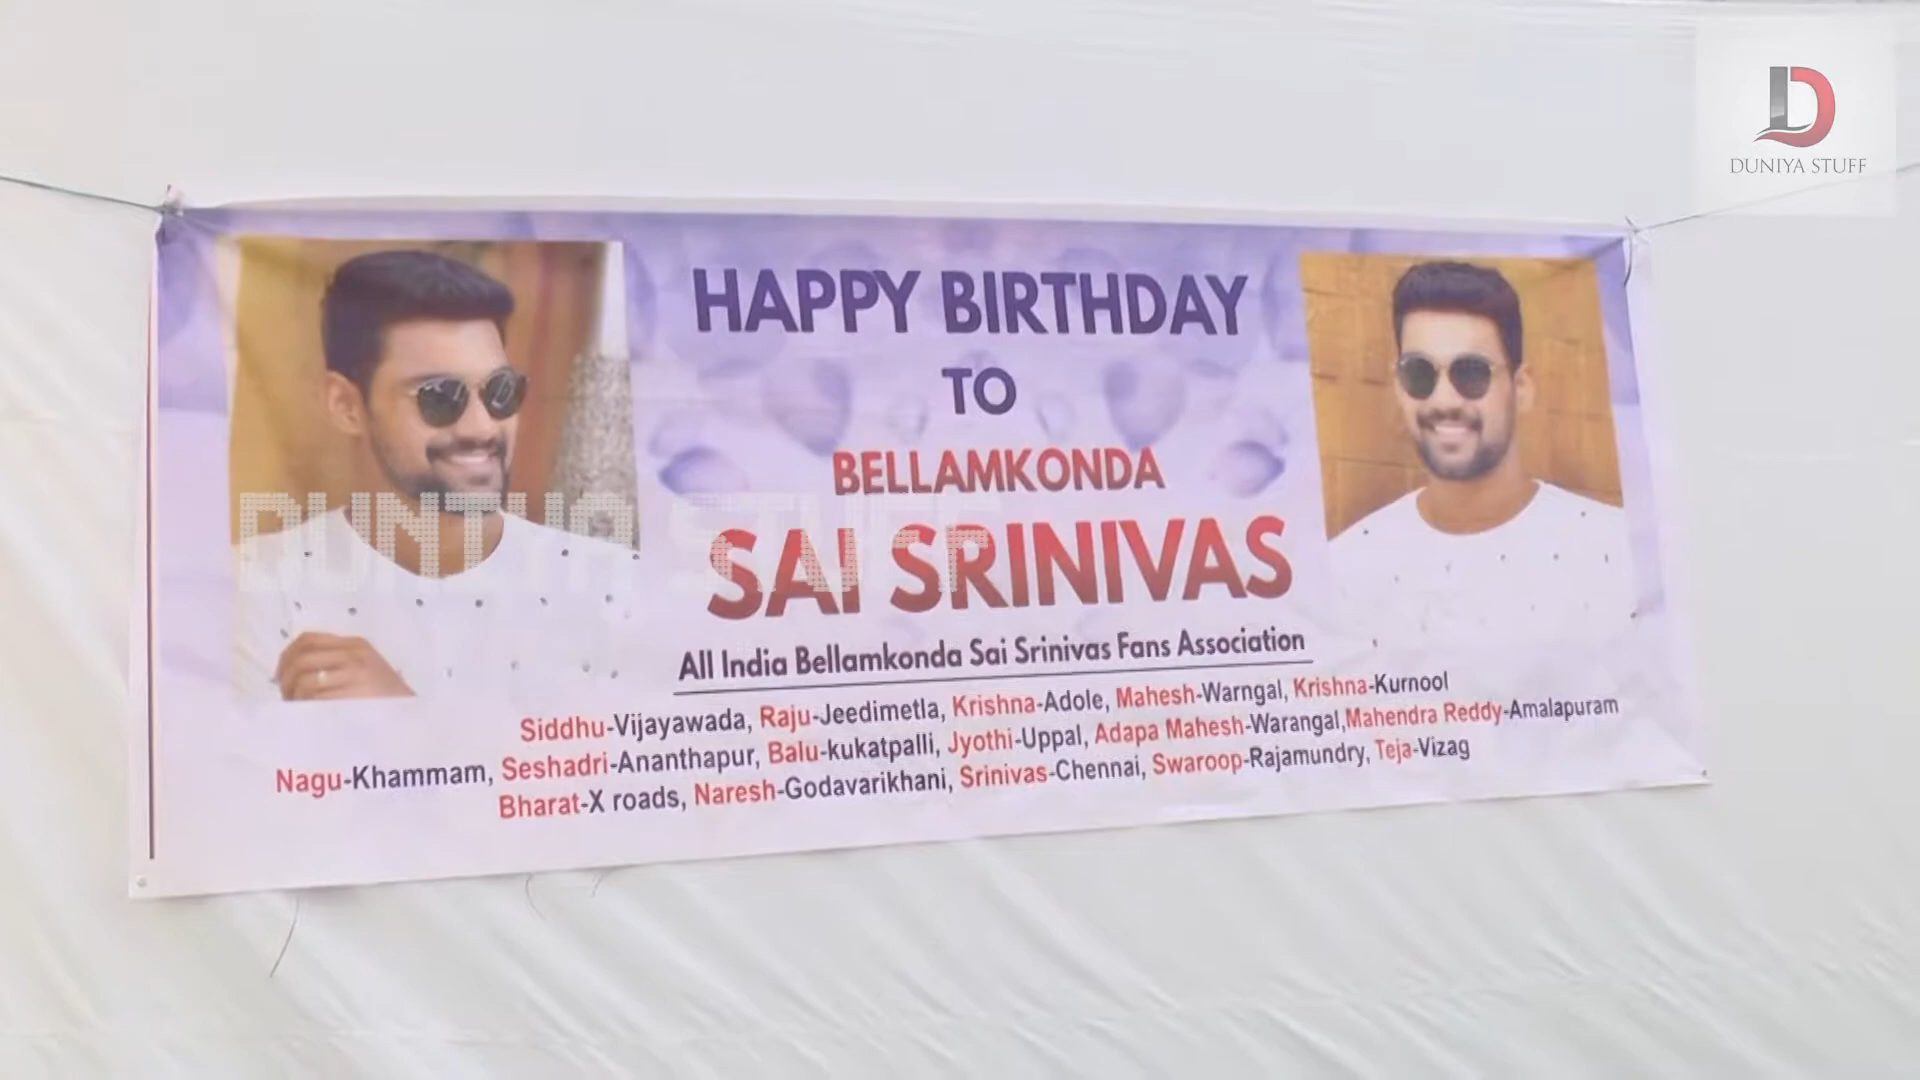 DUNIYA STUFF
HAPPY BIRTHDAY
TO
BELLAMKONDA
SAI SRINIVAS
DUNIYA STUFF
All India Bellamkonda Sai Srinivas Fans Association
Siddhu-Vijayawada, Raju-Jeedimetla, Krishna-Adole, Mahesh-Warngal, Krishna-Kurnool
Nagu-Khammam, Seshadri-Ananthapur, Balu-kukatpalli, Jyothi-Uppal, Adapa Mahesh-Warangal,Mahendra Reddy-Amalapuram
Bharat-X roads, Naresh-Godavarikhani, Srinivas-Chennai, Swaroop-Rajamundry, Teja-Vizag